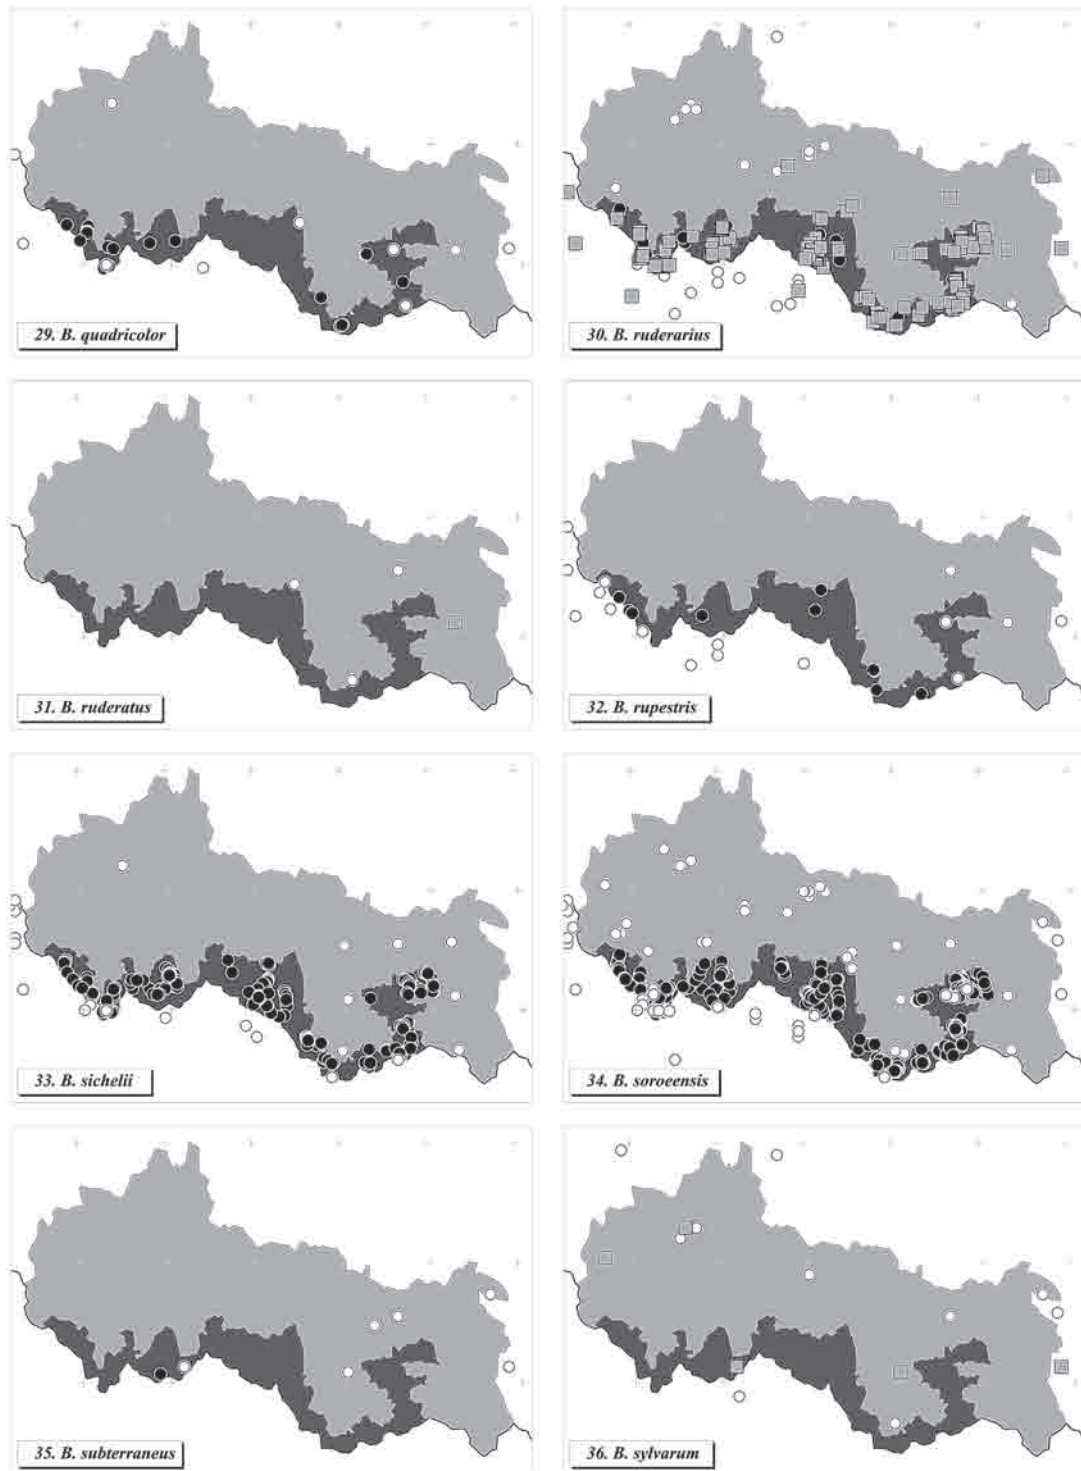 29. B. quadricolor
30. B. ruderarius
31. B. ruderatus
32. B. rupestris
33. B. sichelii
34. B. soroeensis
35. B. subterraneus
36. B. sylvarum